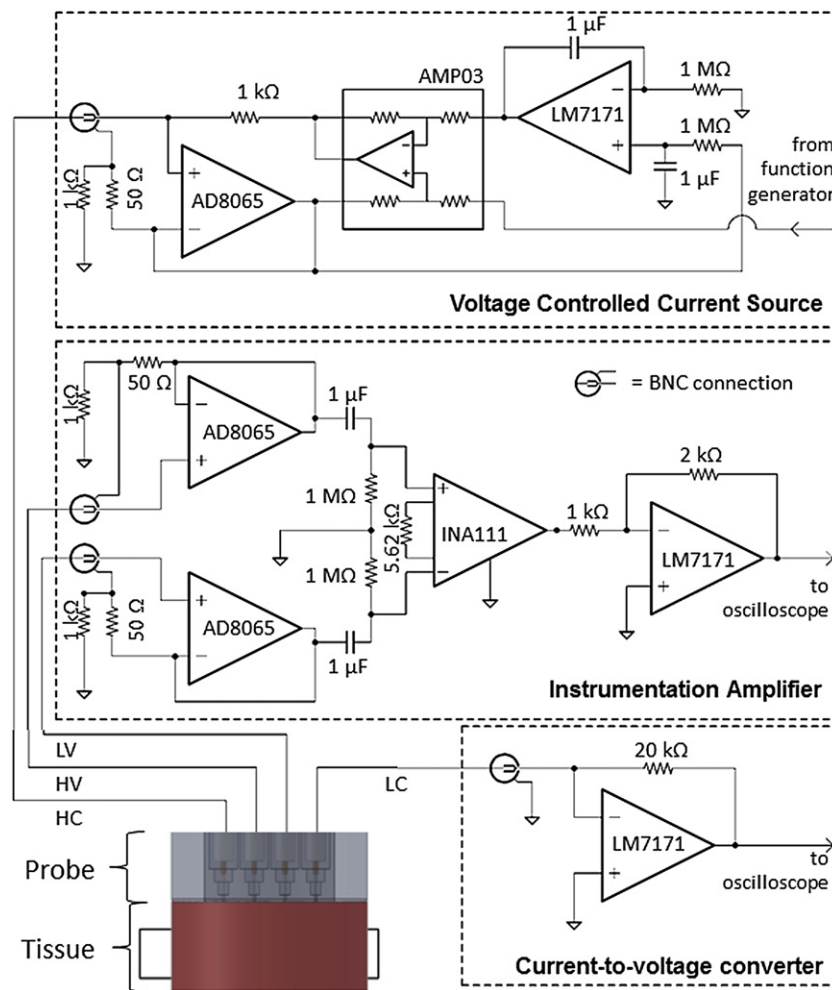 1 µF
AMP03
1 MΩ
1 kΩ
LM7171
1 MΩ
from
function
generator
1 µF
1 kΩ
50 Ω
AD8065
Voltage Controlled Current Source
50 Ω
1 kΩ
1 µF
= BNC connection
AD8065
2 kΩ
1 MΩ
5.62 kΩ
INA111
1 kΩ
LM7171
1 MΩ
to
oscilloscope
1 kΩ
50 Ω
AD8065
1 µF
Instrumentation Amplifier
LV
HV
HC
LC
20 kΩ
LM7171
to
oscilloscope
Probe
Tissue
Current-to-voltage converter